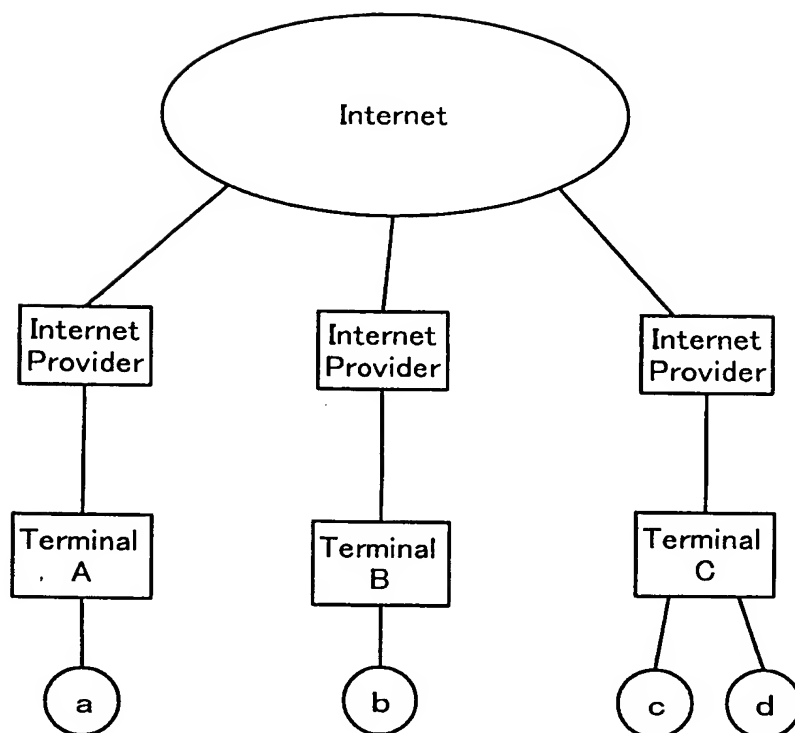 Internet
Internet
Provider
Internet
Provider
Internet
Provider
Terminal
A
Terminal
B
Terminal
C
a
b
c
d